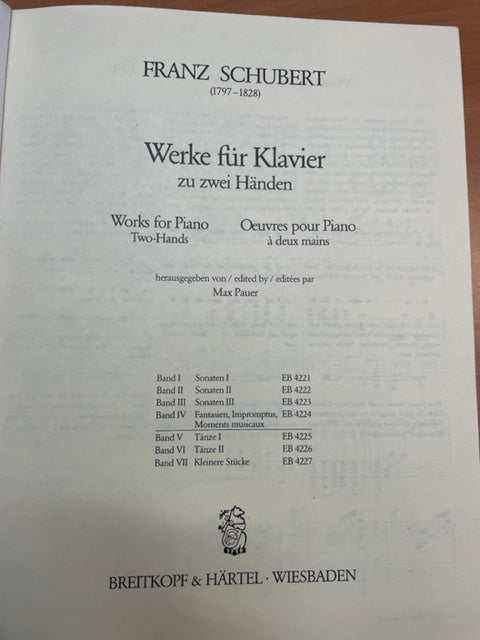 FRANZ SCHUBERT
(1797–1828)
Werke für Klavier
zu zwei Händen
Works for Piano
Two-Hands
Oeuvres pour Piano
à deux mains
herausgegeben von / edited by / editées par
Max Pauer
Band I Sonaten I EB 4221
Band II Sonaten II EB 4222
Band III Sonaten III EB 4223
Band IV Fantasien, Impromptus, EB 4224
Moments musicaux
Band V Tänze I EB 4225
Band VI Tänze II EB 4226
Band VII Kleinere Stücke EB 4227
BREITKOPF & HÄRTEL · WIESBADEN